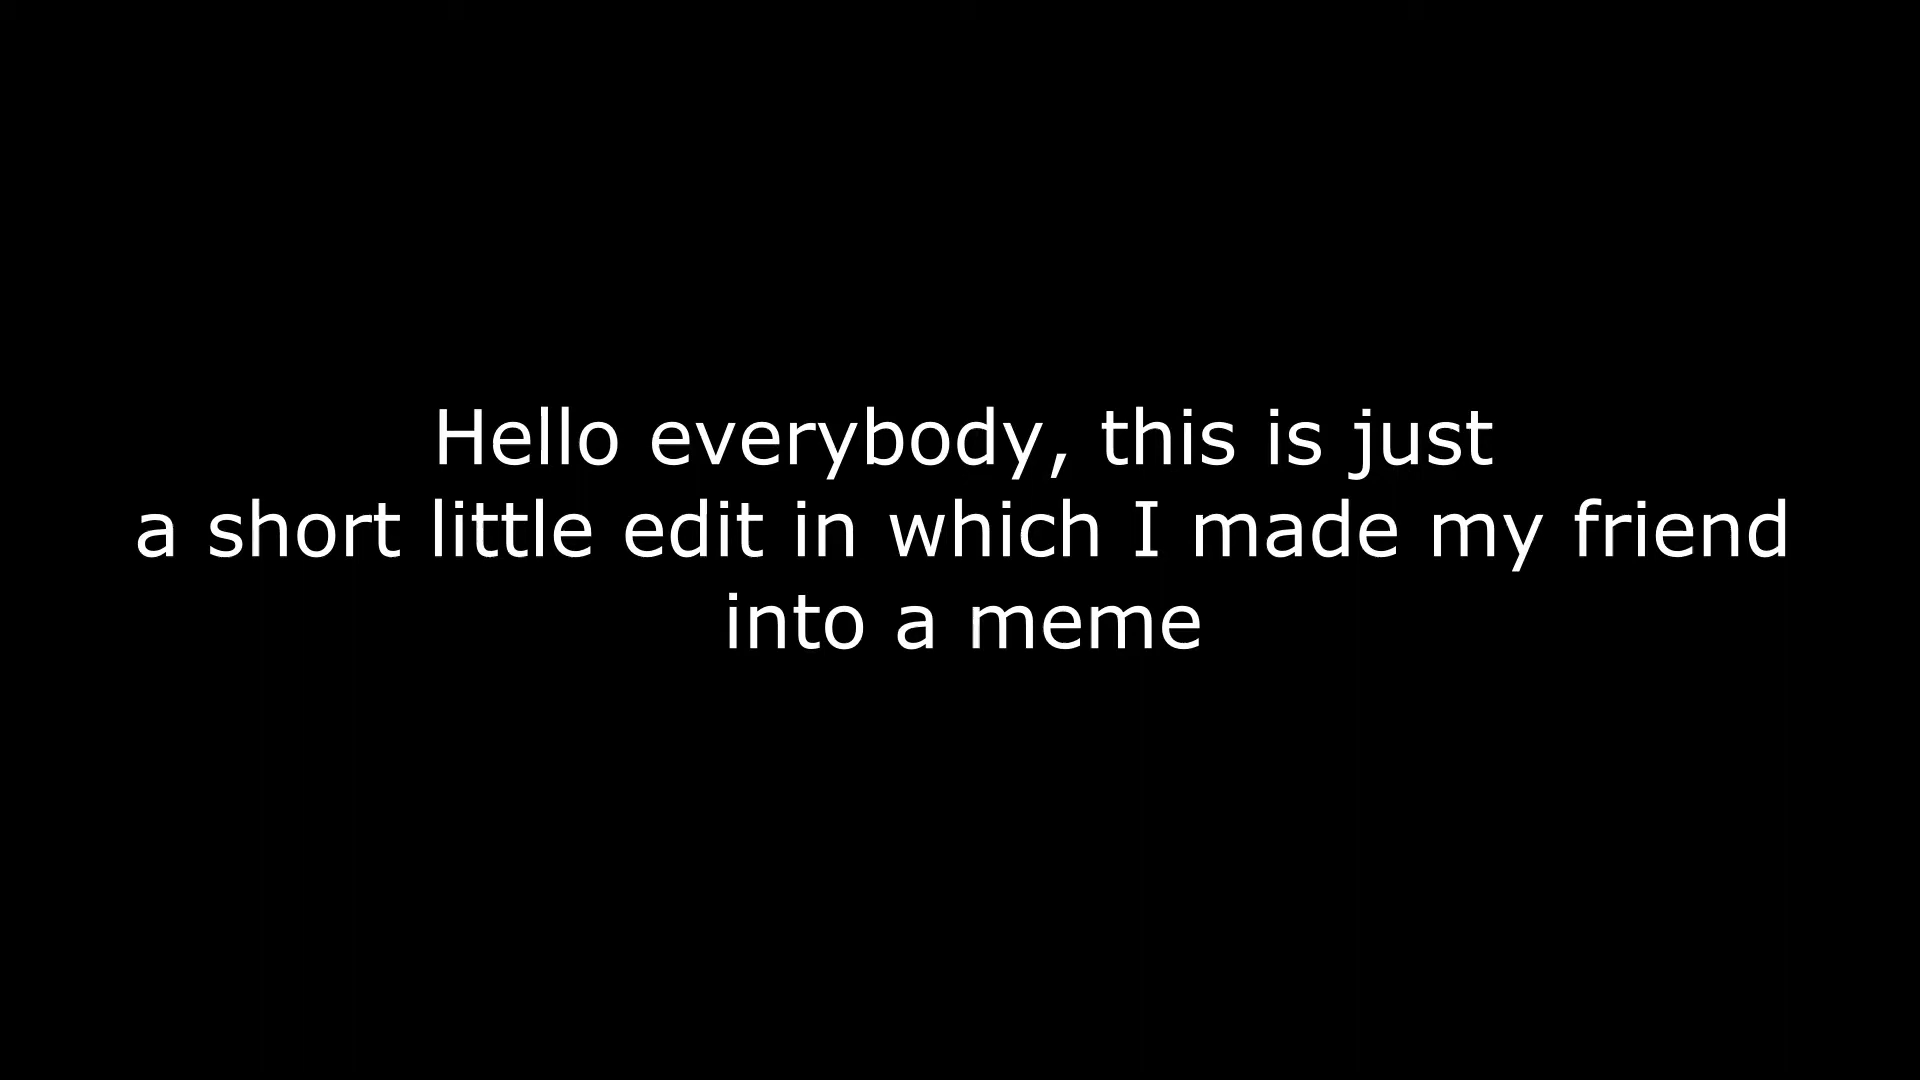 Hello everybody, this is just
a short little edit in which I made my friend
into a meme